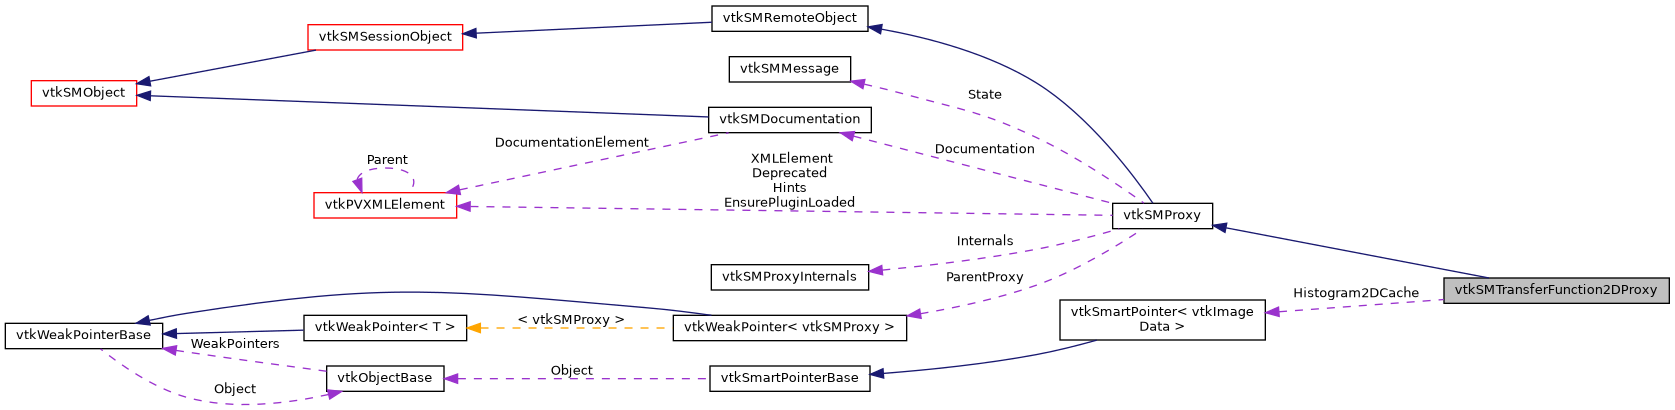 vtkSMRemoteObject
vtkSMSessionObject
vtkSMMessage
vtkSMObject
State
vtkSMDocumentation
DocumentationElement
Documentation
Parent
XMLElement
Deprecated
Hints
EnsurePluginLoaded
vtkPVXMLElement
vtkSMProxy
Internals
vtkSMProxyInternals
ParentProxy
vtkSMTransferFunction2DProxy
Histogram2DCache
vtkSmartPointer< vtkImage
Data >
vtkWeakPointerBase
vtkWeakPointer< T >
< vtkSMProxy >
vtkWeakPointer< vtkSMProxy >
WeakPointers
vtkObjectBase
Object
vtkSmartPointerBase
Object